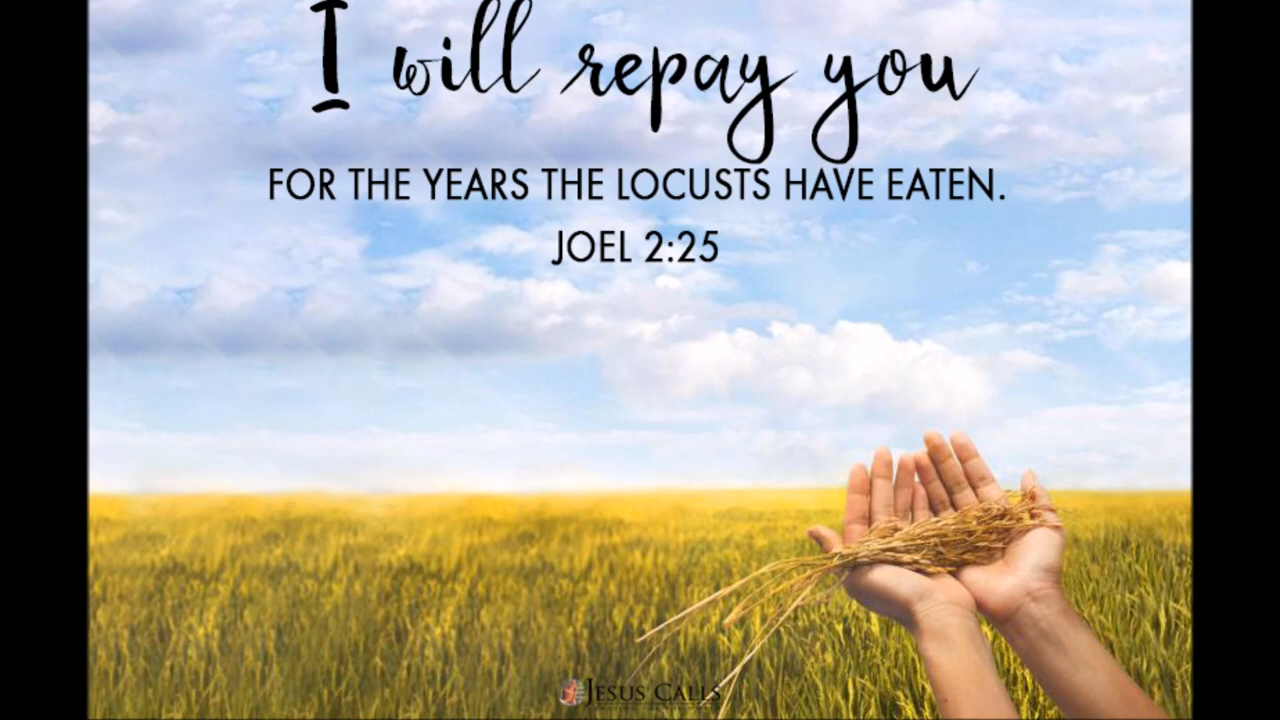 I will repay you
FOR THE YEARS THE LOCUSTS HAVE EATEN.
JOEL 2:25
JESUS CALLS